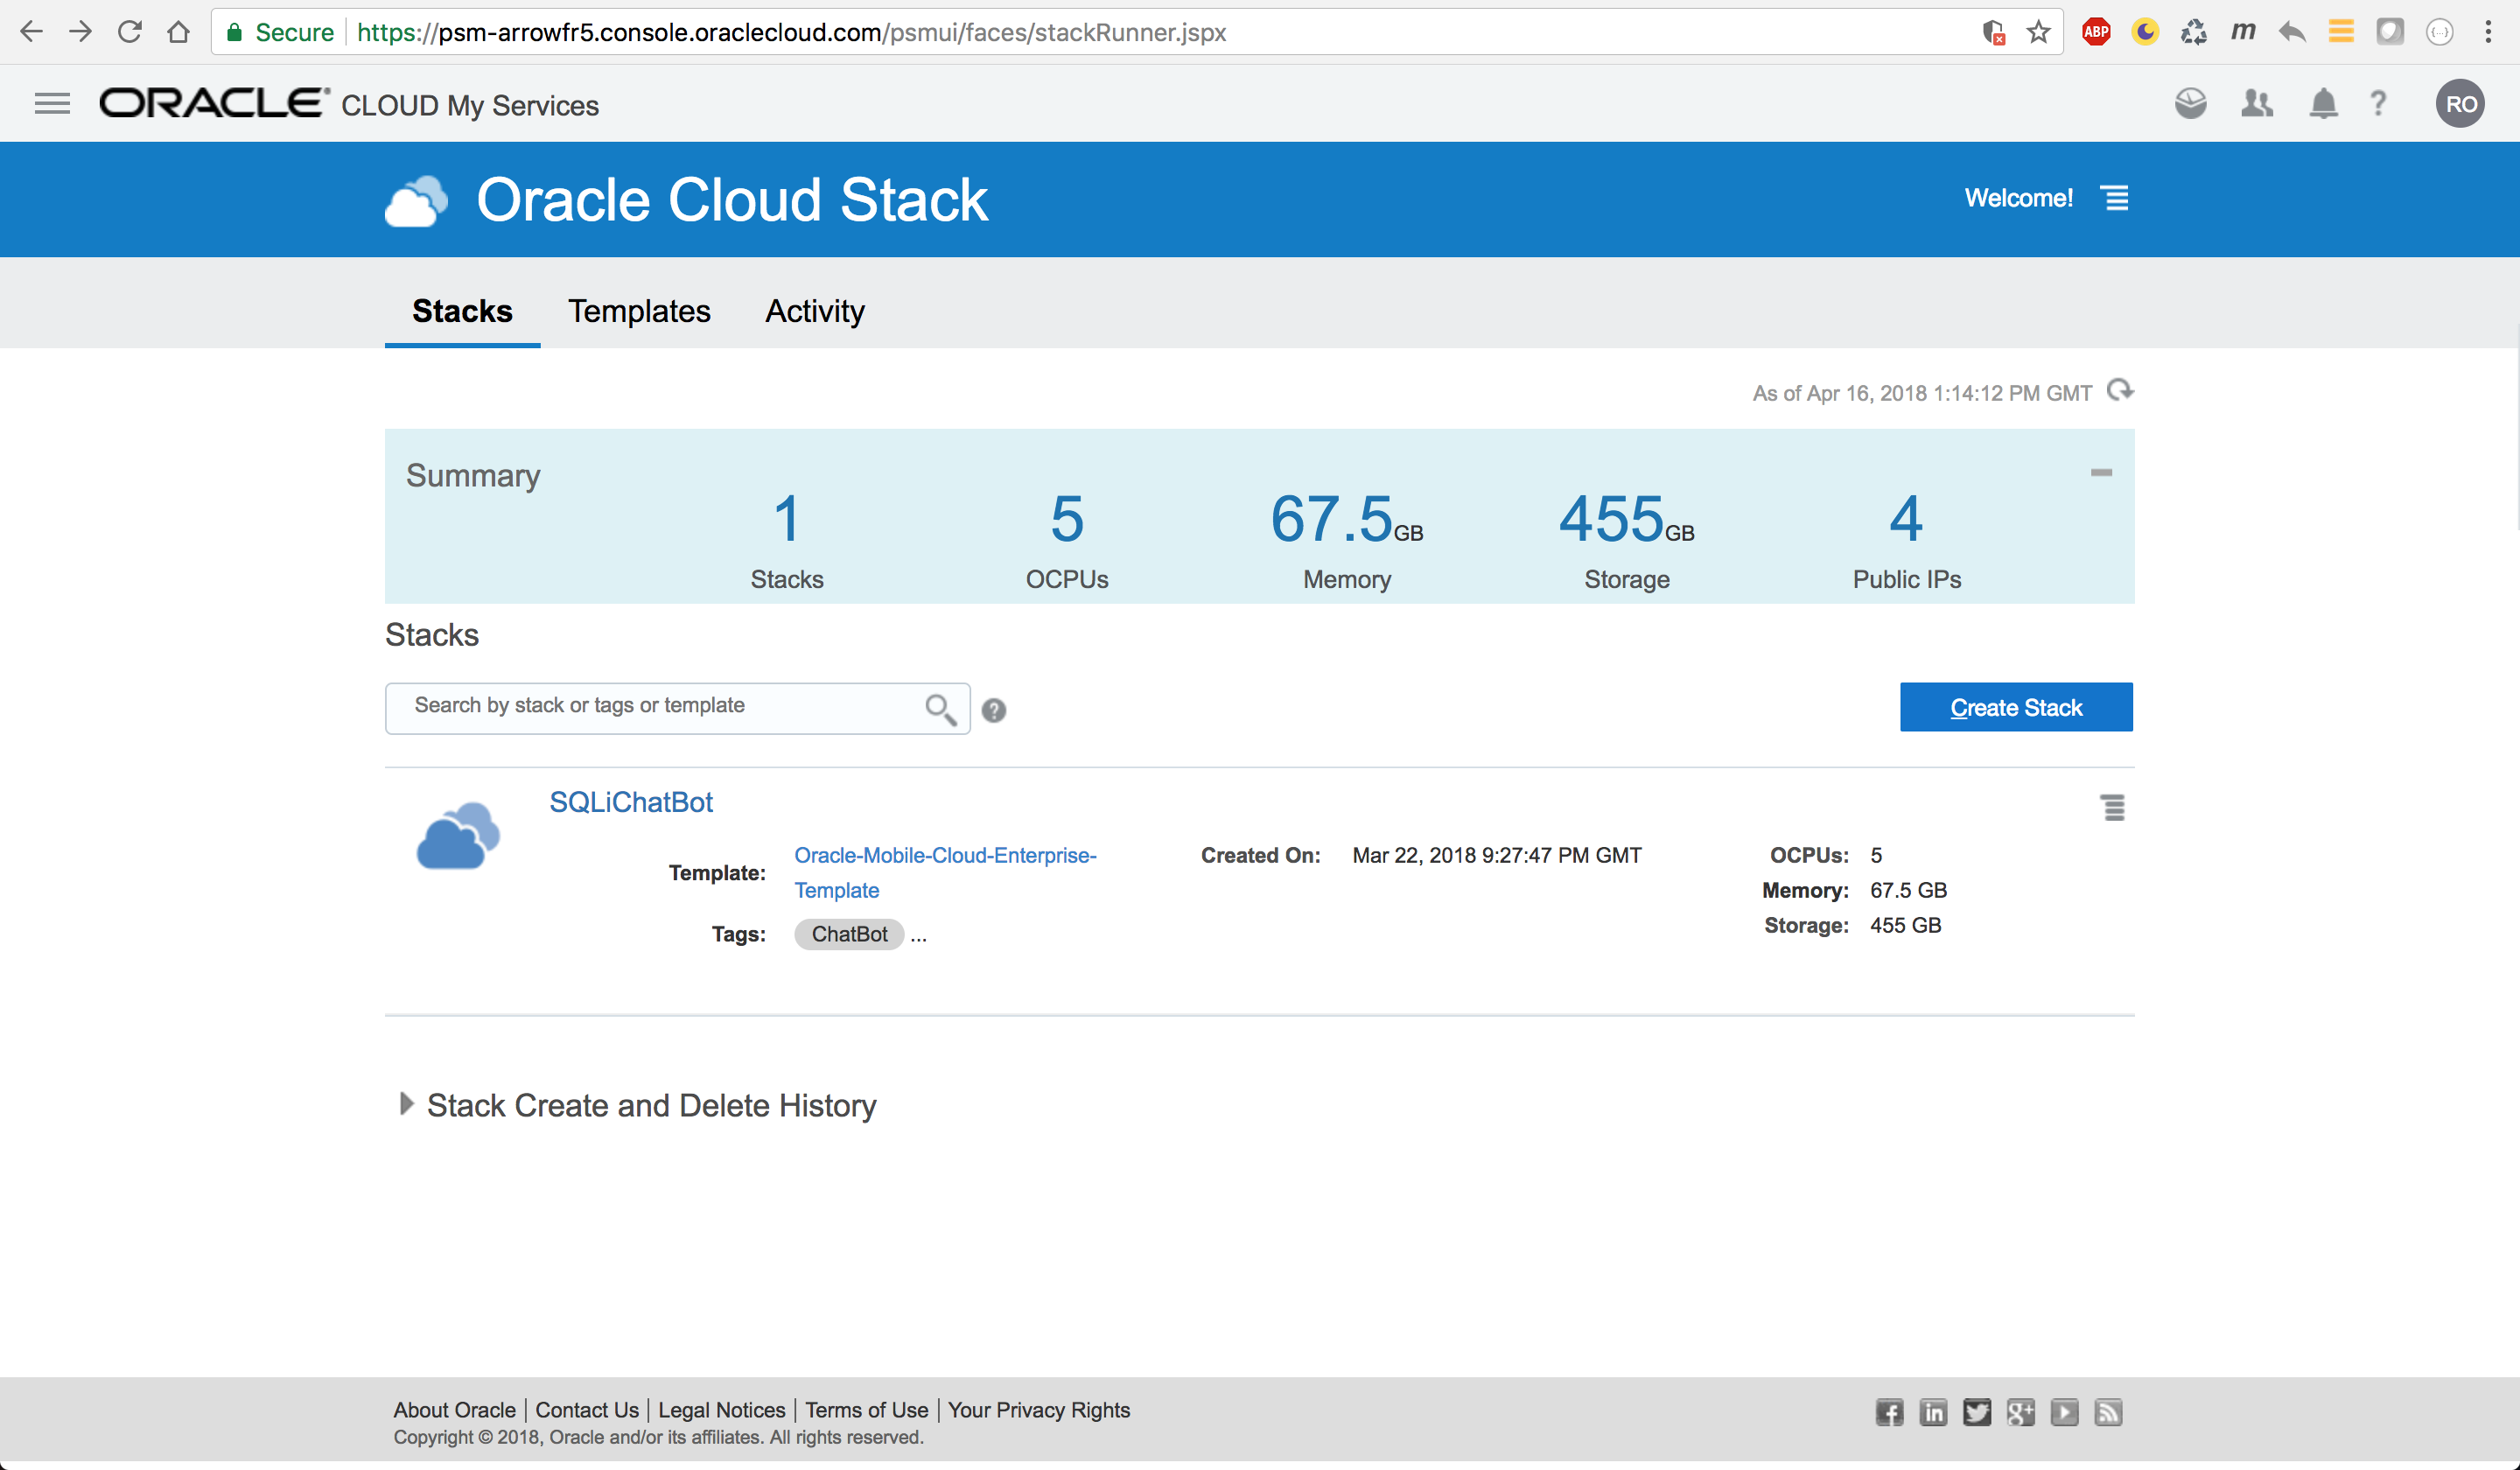 Secure https://psm-arrowfr5.console.oraclecloud.com/psmui/faces/stackRunner.jspx ABP m
ORACLE® CLOUD My Services ? RO
Oracle Cloud Stack Welcome!
Stacks Templates Activity
As of Apr 16, 2018 1:14:12 PM GMT
Summary
1 5 67.5GB 455GB 4
Stacks OCPUs Memory Storage Public IPs
Stacks
Search by stack or tags or template ? Create Stack
SQLiChatBot
Template: Oracle-Mobile-Cloud-Enterprise- Created On: Mar 22, 2018 9:27:47 PM GMT OCPUs: 5
Template Memory: 67.5 GB
Tags: ChatBot ... Storage: 455 GB
Stack Create and Delete History
About Oracle | Contact Us | Legal Notices | Terms of Use | Your Privacy Rights
Copyright © 2018, Oracle and/or its affiliates. All rights reserved.